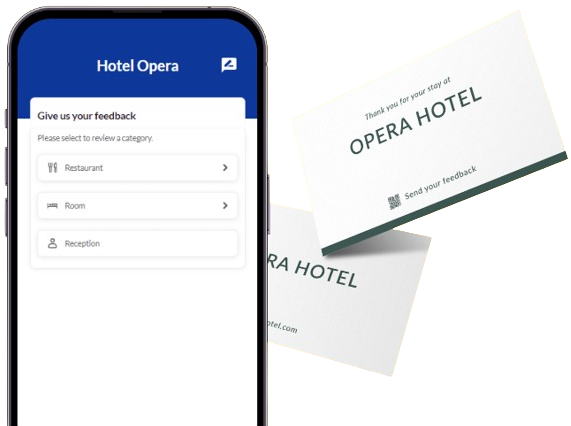 Hotel Opera
Give us your feedback
Please select to review a category.
Restaurant
Room
Reception
Thank you for your stay at
OPERA HOTEL
Send your feedback
RA HOTEL
otel.com